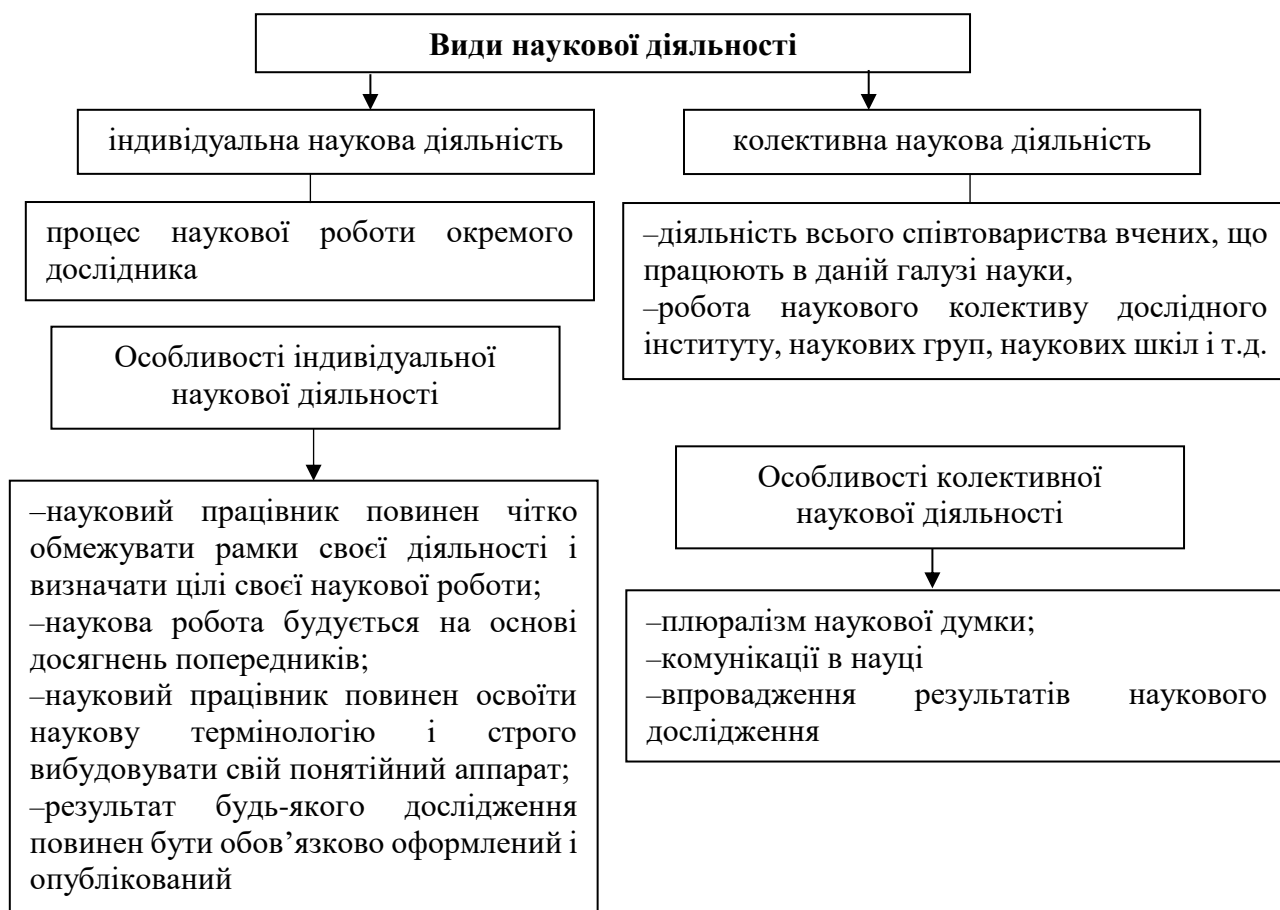 Види наукової діяльності
індивідуальна наукова діяльність
процес наукової роботи окремого
дослідника
Особливості індивідуальної
наукової діяльності
–науковий працівник повинен чітко
обмежувати рамки своєї діяльності і
визначати цілі своєї наукової роботи;
–наукова робота будується на основі
досягнень попередників;
–науковий працівник повинен освоїти
наукову термінологію і строго
вибудовувати свій понятійний аппарат;
–результат будь-якого дослідження
повинен бути обов’язково оформлений і
опублікований
колективна наукова діяльність
–діяльність всього співтовариства вчених, що
працюють в даній галузі науки,
–робота наукового колективу дослідного
інституту, наукових груп, наукових шкіл і т.д.
Особливості колективної
наукової діяльності
–плюралізм наукової думки;
–комунікації в науці
–впровадження результатів наукового
дослідження